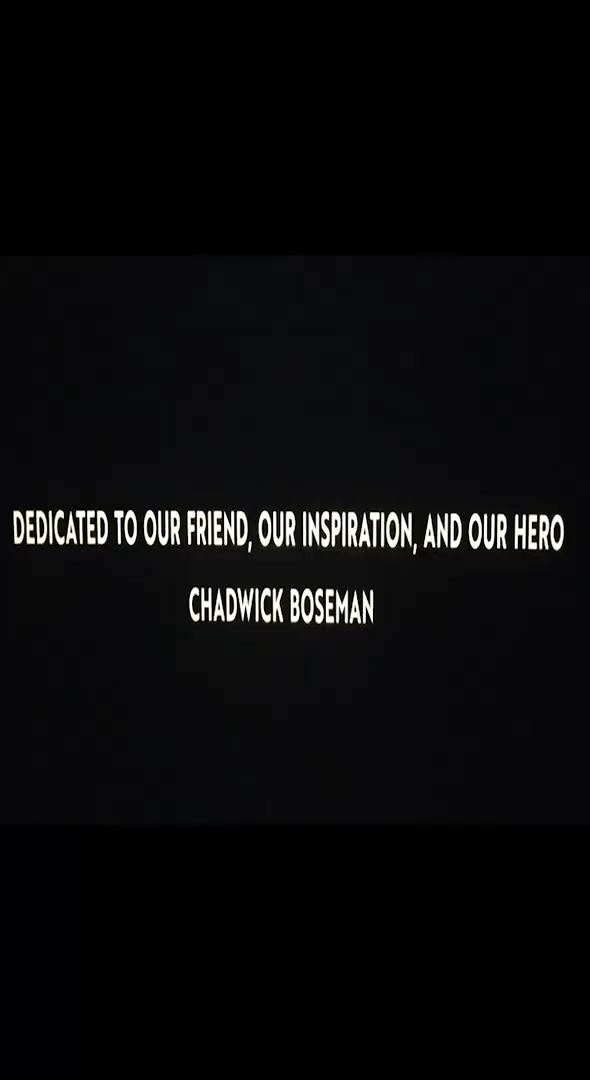 DEDICATED TO OUR FRIEND, OUR INSPIRATION, AND OUR HERO
CHADWICK BOSEMAN